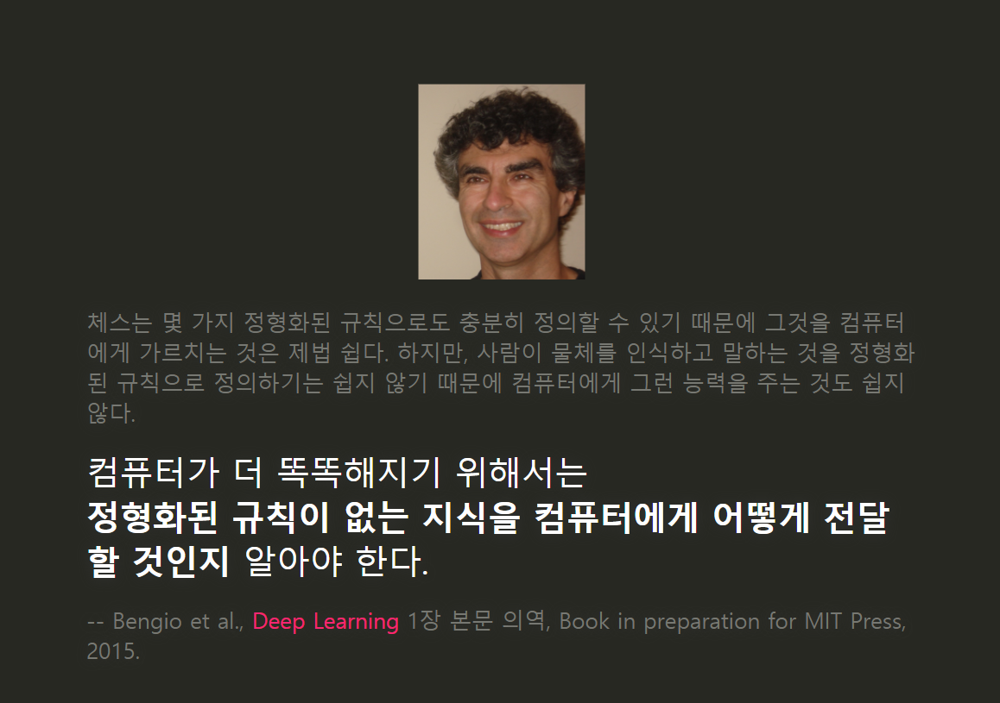 체스는 몇 가지 정형화된 규칙으로도 충분히 정의할 수 있기 때문에 그것을 컴퓨터
에게 가르치는 것은 제법 쉽다. 하지만, 사람이 물체를 인식하고 말하는 것을 정형화
된 규칙으로 정의하기는 쉽지 않기 때문에 컴퓨터에게 그런 능력을 주는 것도 쉽지
않다.
컴퓨터가 더 똑똑해지기 위해서는
정형화된 규칙이 없는 지식을 컴퓨터에게 어떻게 전달
할 것인지 알아야 한다.
-- Bengio et al., Deep Learning 1장 본문 의역, Book in preparation for MIT Press,
2015.